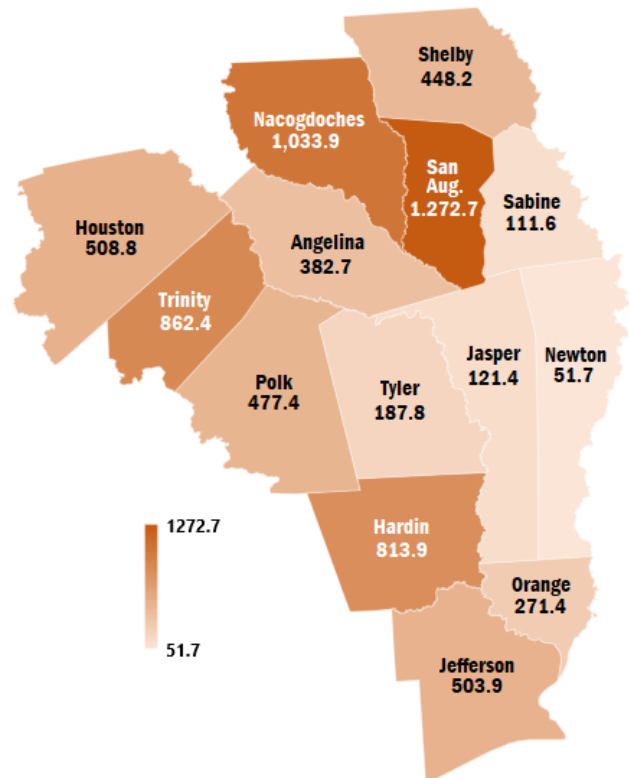 Shelby
448.2
Nacogdoches
1,033.9
San
Aug.
1.272.7
Sabine
111.6
Houston
508.8
Angelina
382.7
Trinity
862.4
Jasper
121.4
Newton
51.7
Polk
477.4
Tyler
187.8
Hardin
813.9
1272.7
51.7
Orange
271.4
Jefferson
503.9